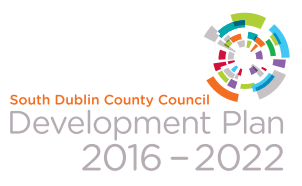 South Dublin County Council
Development Plan
2016 – 2022